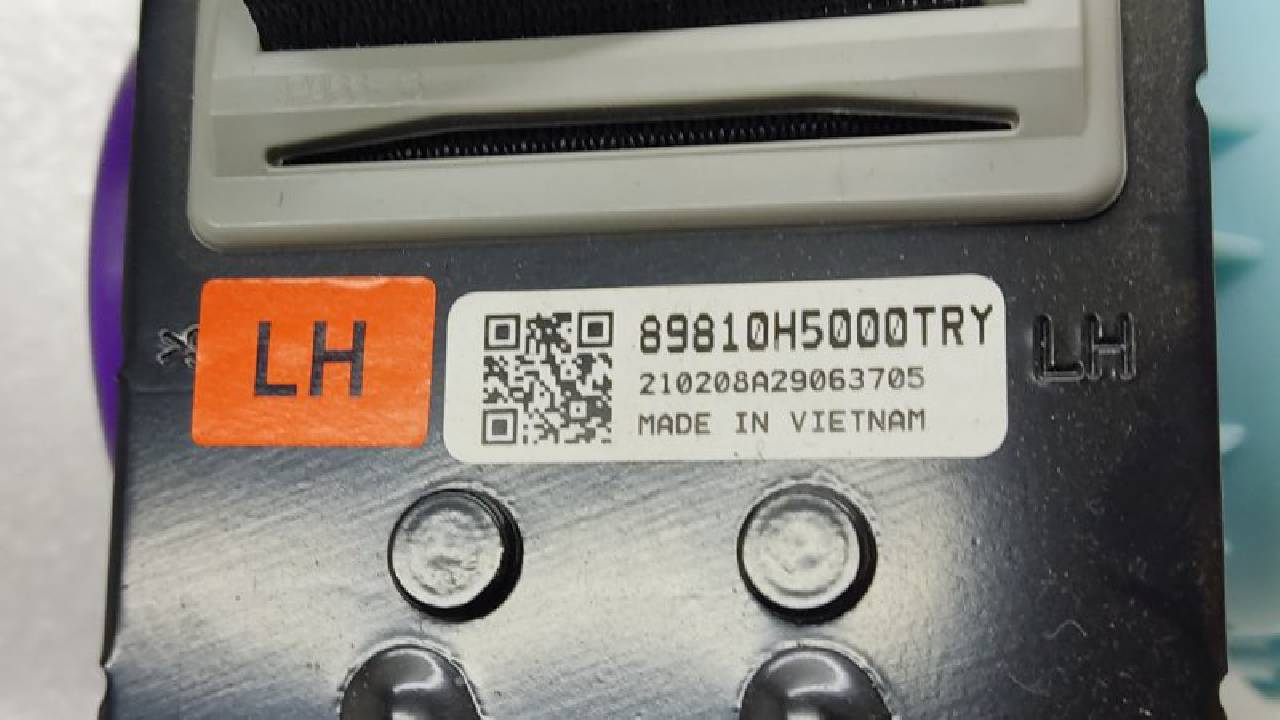 LH
89810H5000TRY
210208A29063705
MADE IN VIETNAM
LH